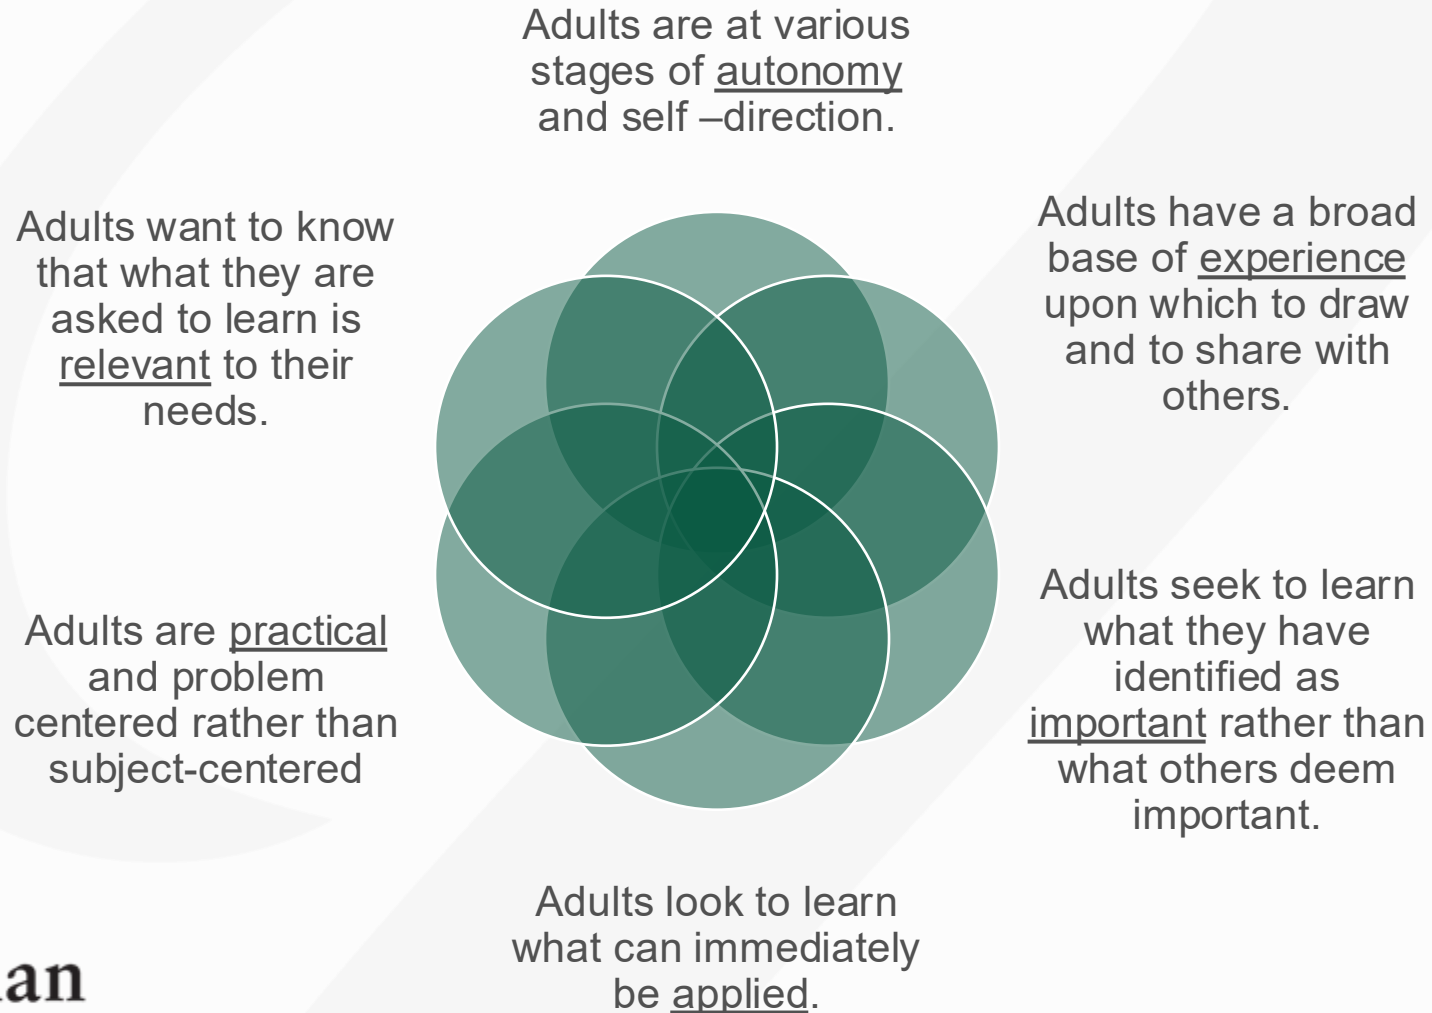 Adults are at various
stages of autonomy
and self –direction.
Adults have a broad
base of experience
upon which to draw
and to share with
others.
Adults seek to learn
what they have
identified as
important rather than
what others deem
important.
Adults look to learn
what can immediately
be applied.
Adults are practical
and problem
centered rather than
subject-centered
Adults want to know
that what they are
asked to learn is
relevant to their
needs.
an